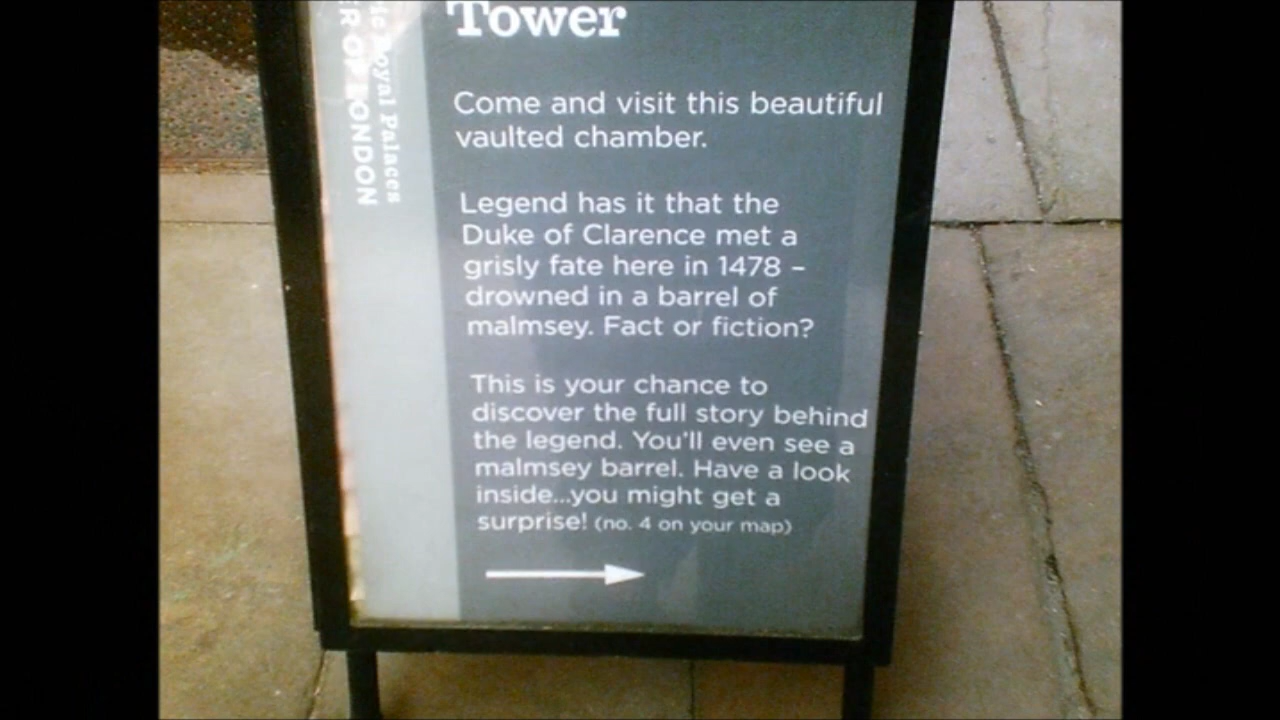 Tower
Come and visit this beautiful
vaulted chamber.
Legend has it that the
Duke of Clarence met a
grisly fate here in 1478 –
drowned in a barrel of
malmsey. Fact or fiction?
This is your chance to
discover the full story behind
the legend. You'll even see a
malmsey barrel. Have a look
inside...you might get a
surprise! (no. 4 on your map)
Royal Palaces
OF LONDON